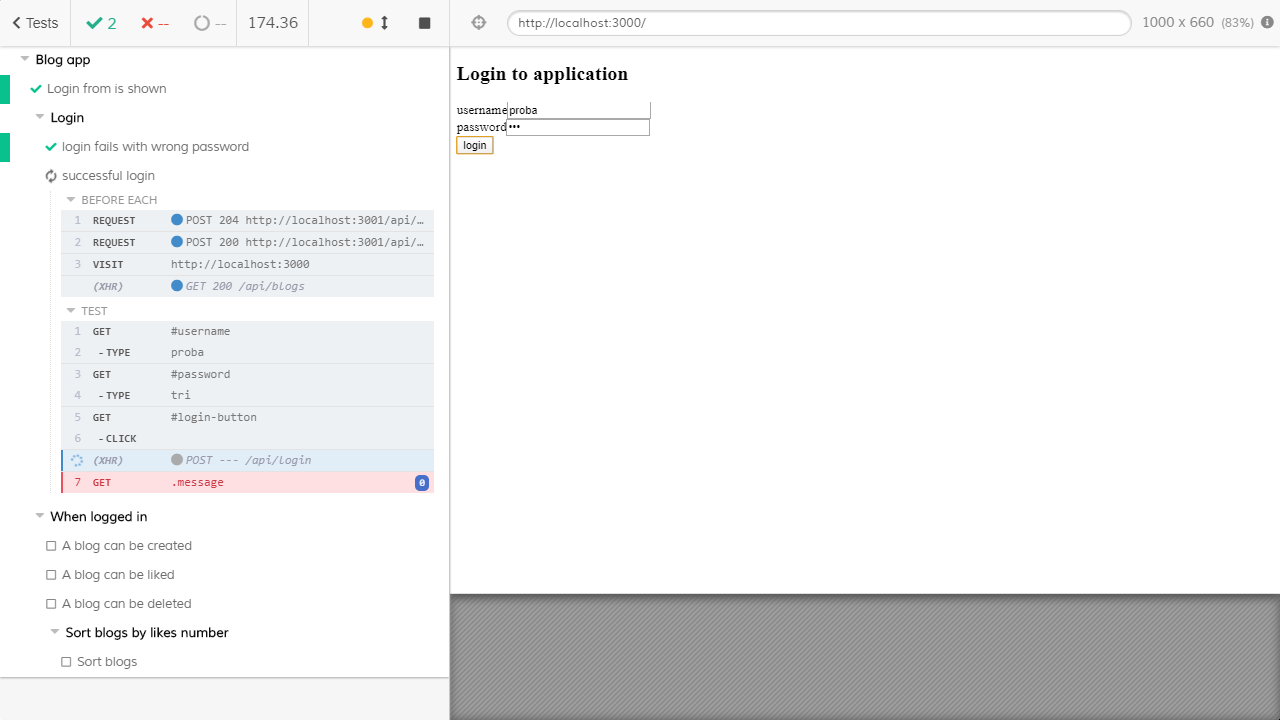 Tests 2 -- -- 174.36
http://localhost:3000/ 1000 x 660 (83%)
Blog app
Login from is shown
Login
login fails with wrong password
successful login
BEFORE EACH
1 REQUEST POST 204 http://localhost:3001/api/…
2 REQUEST POST 200 http://localhost:3001/api/…
3 VISIT http://localhost:3000
(XHR) GET 200 /api/blogs
TEST
1 GET #username
2 -TYPE proba
3 GET #password
4 -TYPE tri
5 GET #login-button
6 -CLICK
(XHR) POST --- /api/login
7 GET .message 0
When logged in
A blog can be created
A blog can be liked
A blog can be deleted
Sort blogs by likes number
Sort blogs
Login to application
username proba
password •••
login